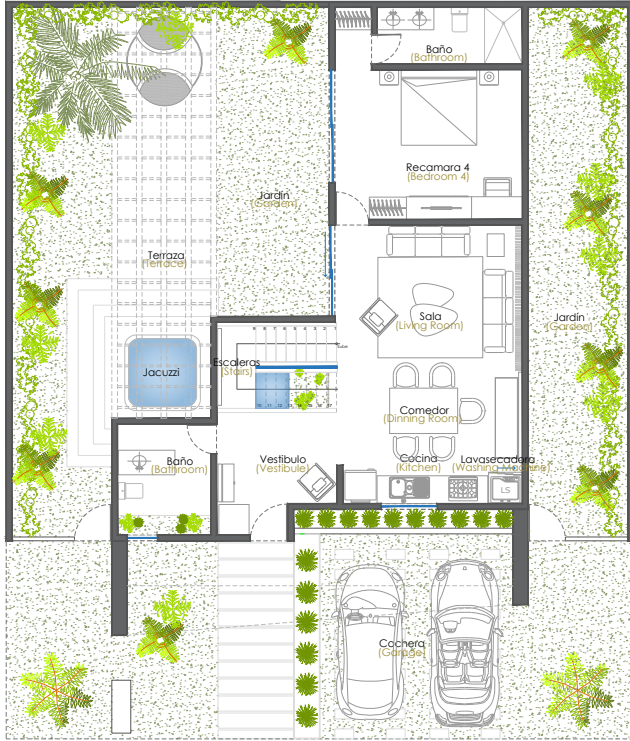 Baño
(Bathroom)
Recamara 4
(Bedroom 4)
Jardín
(Garden)
Terraza
(Terrace)
Sala
(Living Room)
Jardín
(Garden)
Escaleras
(Stairs)
Jacuzzi
Comedor
(Dinning Room)
Baño
(Bathroom)
Vestíbulo
(Vestibule)
Cocina
(Kitchen)
Lavasecadora
(Washing Machine)
LS
Cochera
(Garage)